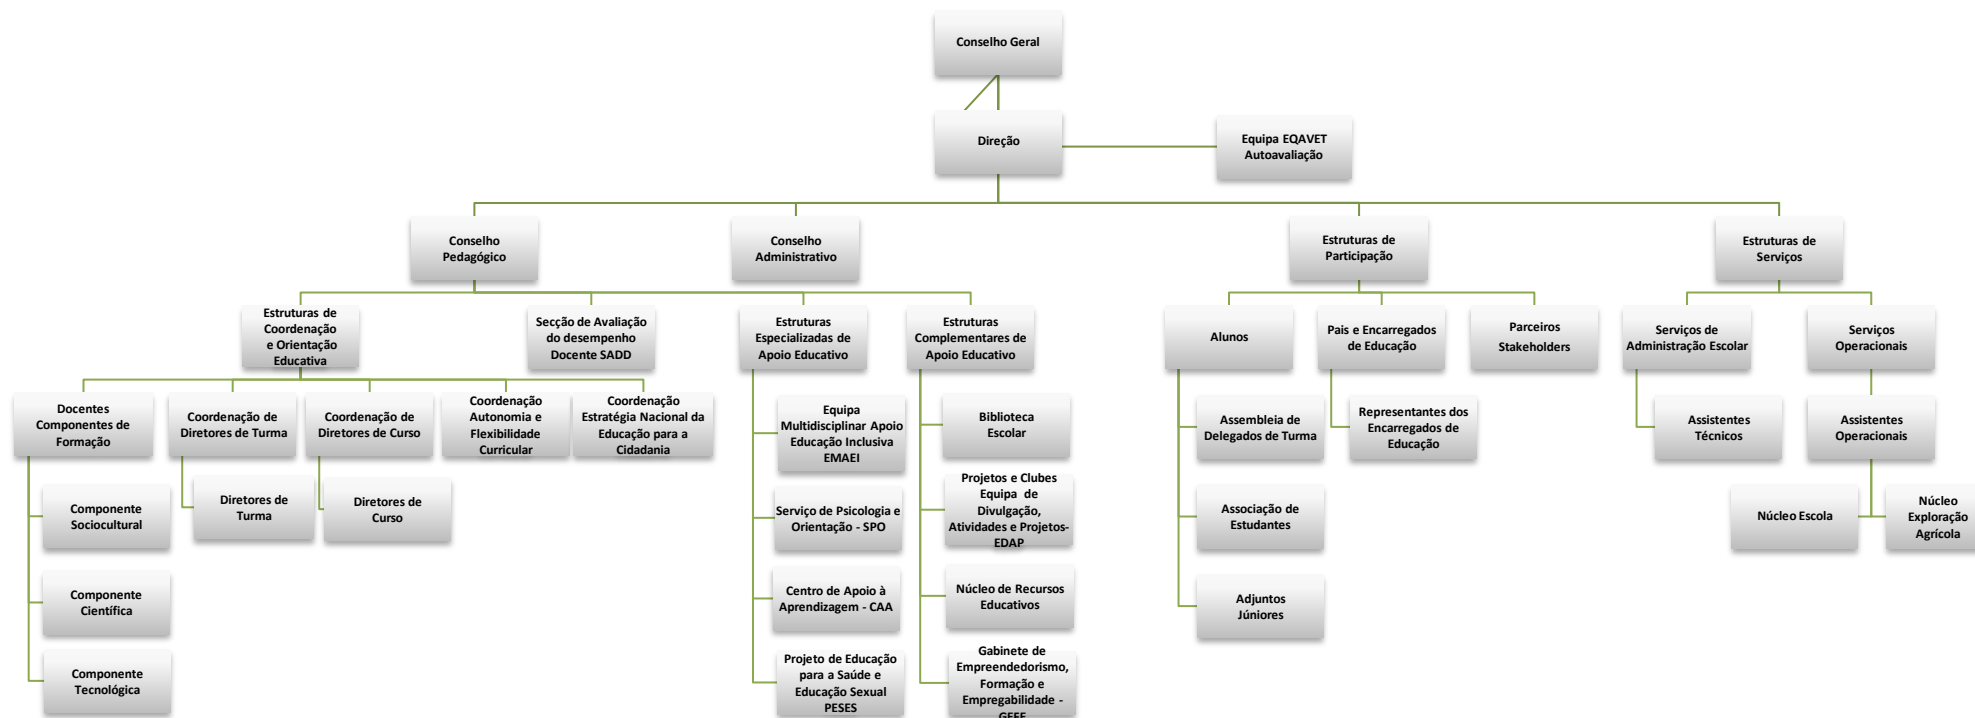 Conselho Geral
Direção
Equipa EQAVET
Autoavaliação
Conselho
Pedagógico
Conselho
Administrativo
Estruturas de
Participação
Estruturas de
Serviços
Estruturas de
Coordenação
e Orientação
Educativa
Secção de Avaliação
do desempenho
Docente SADD
Estruturas
Especializadas de
Apoio Educativo
Estruturas
Complementares de
Apoio Educativo
Alunos
Pais e Encarregados
de Educação
Parceiros
Stakeholders
Serviços de
Administração Escolar
Serviços
Operacionais
Docentes
Componentes de
Formação
Coordenação de
Diretores de Turma
Coordenação de
Diretores de Curso
Coordenação
Autonomia e
Flexibilidade
Curricular
Coordenação
Estratégia Nacional da
Educação para a
Cidadania
Equipa
Multidisciplinar Apoio
Educação Inclusiva
EMAEI
Biblioteca
Escolar
Assembleia de
Delegados de Turma
Representantes dos
Encarregados de
Educação
Assistentes
Técnicos
Assistentes
Operacionais
Componente
Sociocultural
Diretores de
Turma
Diretores de
Curso
Serviço de Psicologia e
Orientação - SPO
Projetos e Clubes
Equipa de
Divulgação,
Atividades e Projetos-
EDAP
Associação de
Estudantes
Núcleo Escola
Núcleo
Exploração
Agrícola
Componente
Científica
Centro de Apoio à
Aprendizagem - CAA
Núcleo de Recursos
Educativos
Adjuntos
Júniores
Componente
Tecnológica
Projeto de Educação
para a Saúde e
Educação Sexual
PESES
Gabinete de
Empreendedorismo,
Formação e
Empregabilidade -